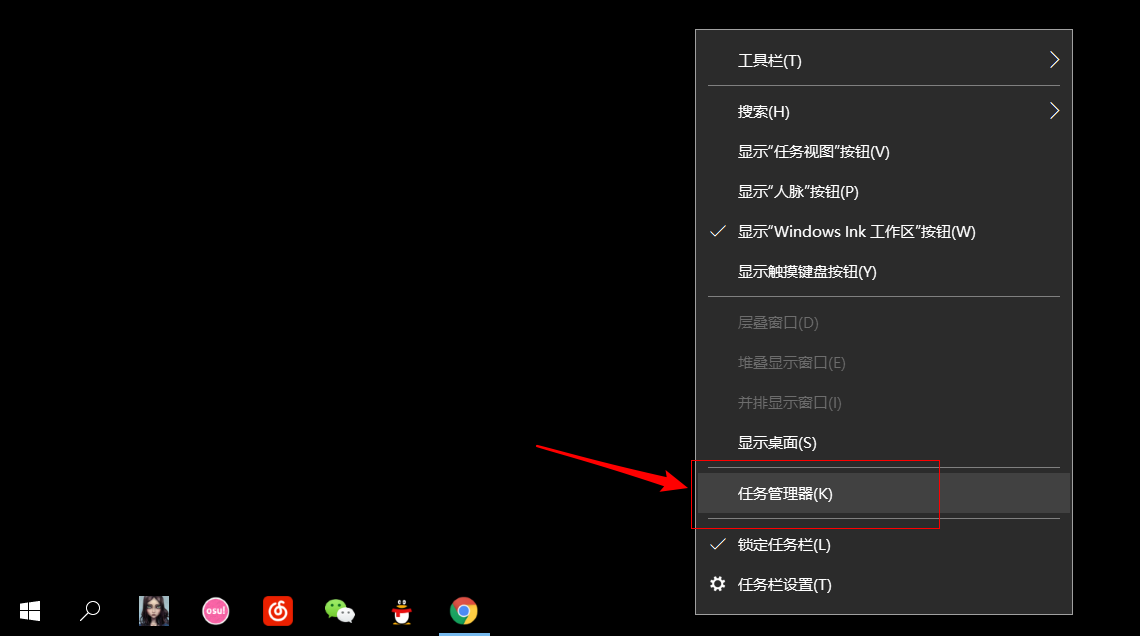 工具栏(T)
搜索(H)
显示"任务视图"按钮(V)
显示"人脉"按钮(P)
显示"Windows Ink 工作区"按钮(W)
显示触摸键盘按钮(Y)
层叠窗口(D)
堆叠显示窗口(E)
并排显示窗口(I)
显示桌面(S)
任务管理器(K)
锁定任务栏(L)
任务栏设置(T)
osu!